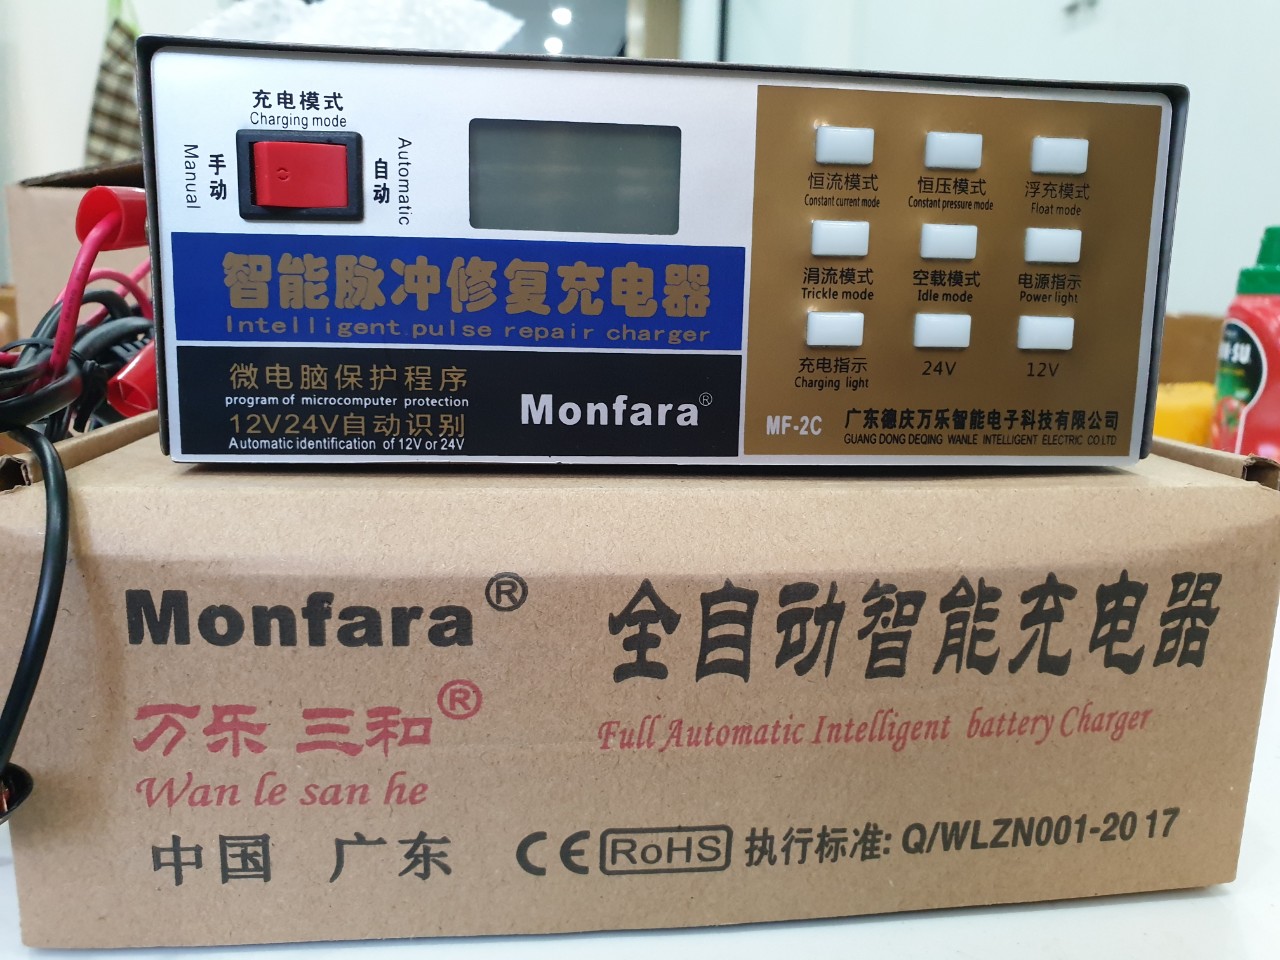 充电模式
Charging mode
Manual
手动
自动
Automatic
恒流模式
Constant current mode
恒压模式
Constant pressure mode
浮充模式
Float mode
涓流模式
Trickle mode
空载模式
Idle mode
电源指示
Power light
充电指示
Charging light
24V
12V
智能脉冲修复充电器
Intelligent pulse repair charger
微电脑保护程序
program of microcomputer protection
12V24V自动识别
Automatic identification of 12V or 24V
Monfara®
MF-2C
广东德庆万乐智能电子科技有限公司
GUANG DONG DEQING WANLE INTELLIGENT ELECTRIC CO LTD
Monfara®
全自动智能充电器
万乐 三和®
Full Automatic Intelligent battery Charger
Wan le san he
中国 广东
CE RoHS 执行标准: Q/WLZN001-2017